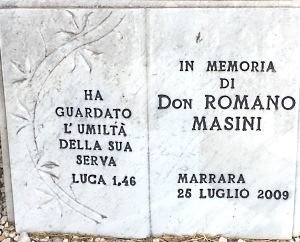 HA
GUARDATO
L'UMILTÀ
DELLA SUA
SERVA
LUCA 1.46
IN MEMORIA
DI
DON ROMANO
MASINI
MARRARA
25 LUGLIO 2009